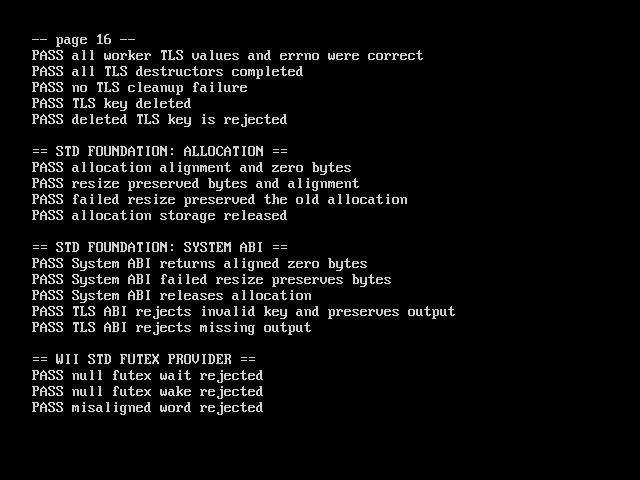 -- page 16 --
PASS all worker TLS values and errno were correct
PASS all TLS destructors completed
PASS no TLS cleanup failure
PASS TLS key deleted
PASS deleted TLS key is rejected
== STD FOUNDATION: ALLOCATION ==
PASS allocation alignment and zero bytes
PASS resize preserved bytes and alignment
PASS failed resize preserved the old allocation
PASS allocation storage released
== STD FOUNDATION: SYSTEM ABI ==
PASS System ABI returns aligned zero bytes
PASS System ABI failed resize preserves bytes
PASS System ABI releases allocation
PASS TLS ABI rejects invalid key and preserves output
PASS TLS ABI rejects missing output
== WII STD FUTEX PROVIDER ==
PASS null futex wait rejected
PASS null futex wake rejected
PASS misaligned word rejected